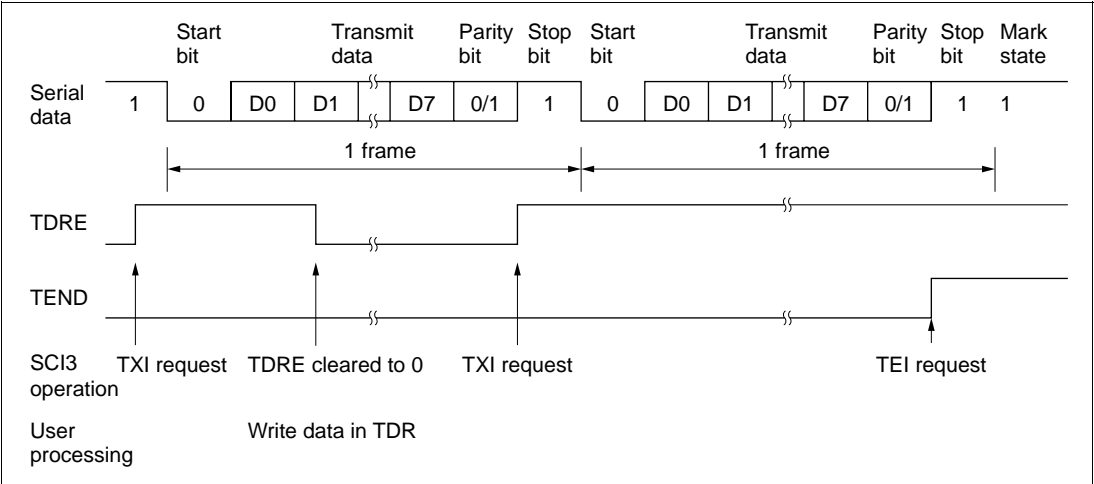 Start bit Transmit data Parity bit Stop bit Start bit Transmit data Parity bit Stop bit Mark state
Serial data 1 0 D0 D1 D7 0/1 1 0 D0 D1 D7 0/1 1 1
1 frame 1 frame
TDRE
TEND
SCI3 operation TXI request TDRE cleared to 0 TXI request TEI request
User processing Write data in TDR